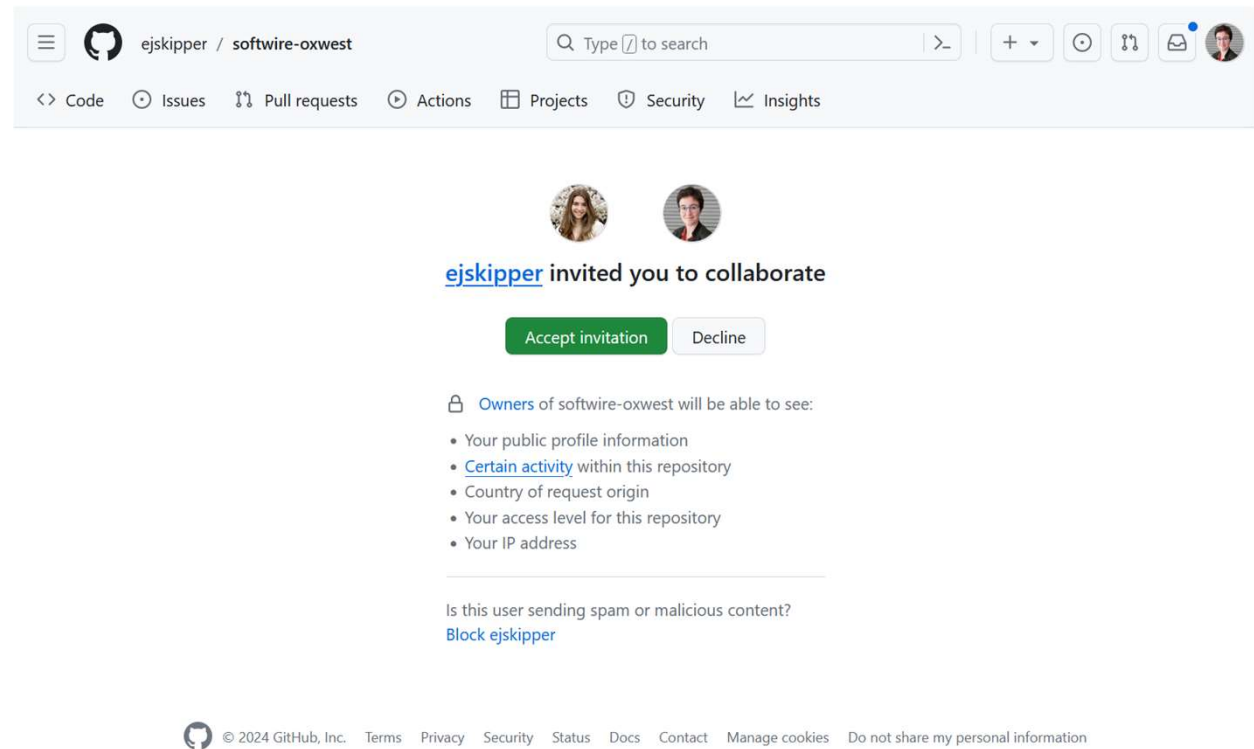 ejskipper / softwire-oxwest
Type / to search
Code Issues Pull requests Actions Projects Security Insights
ejskipper invited you to collaborate
Accept invitation Decline
Owners of softwire-oxwest will be able to see:
• Your public profile information
• Certain activity within this repository
• Country of request origin
• Your access level for this repository
• Your IP address
Is this user sending spam or malicious content?
Block ejskipper
© 2024 GitHub, Inc. Terms Privacy Security Status Docs Contact Manage cookies Do not share my personal information